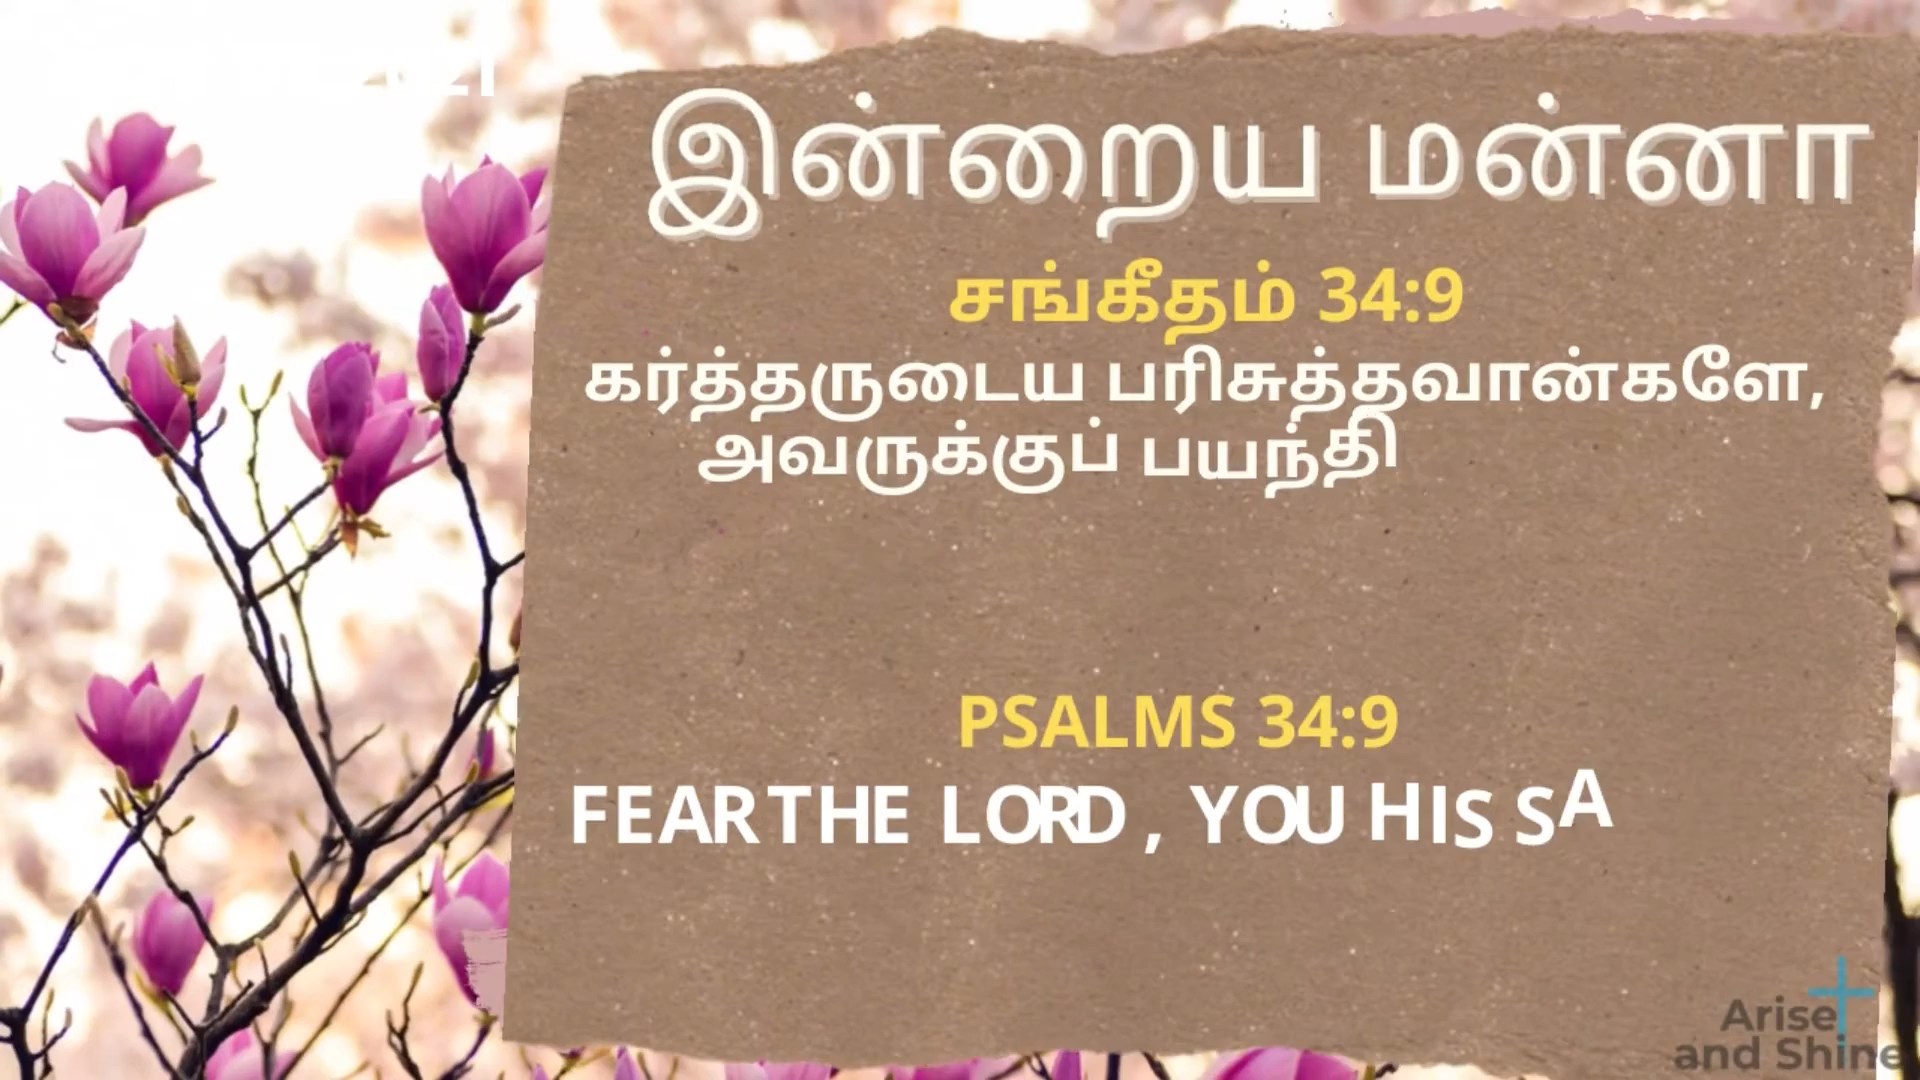 2021
இன்றைய மன்னா
சங்கீதம் 34:9
கர்த்தருடைய பரிசுத்தவான்களே,
அவருக்குப் பயந்தி
PSALMS 34:9
FEAR THE LORD , YOU HIS SA
Arise
and Shine